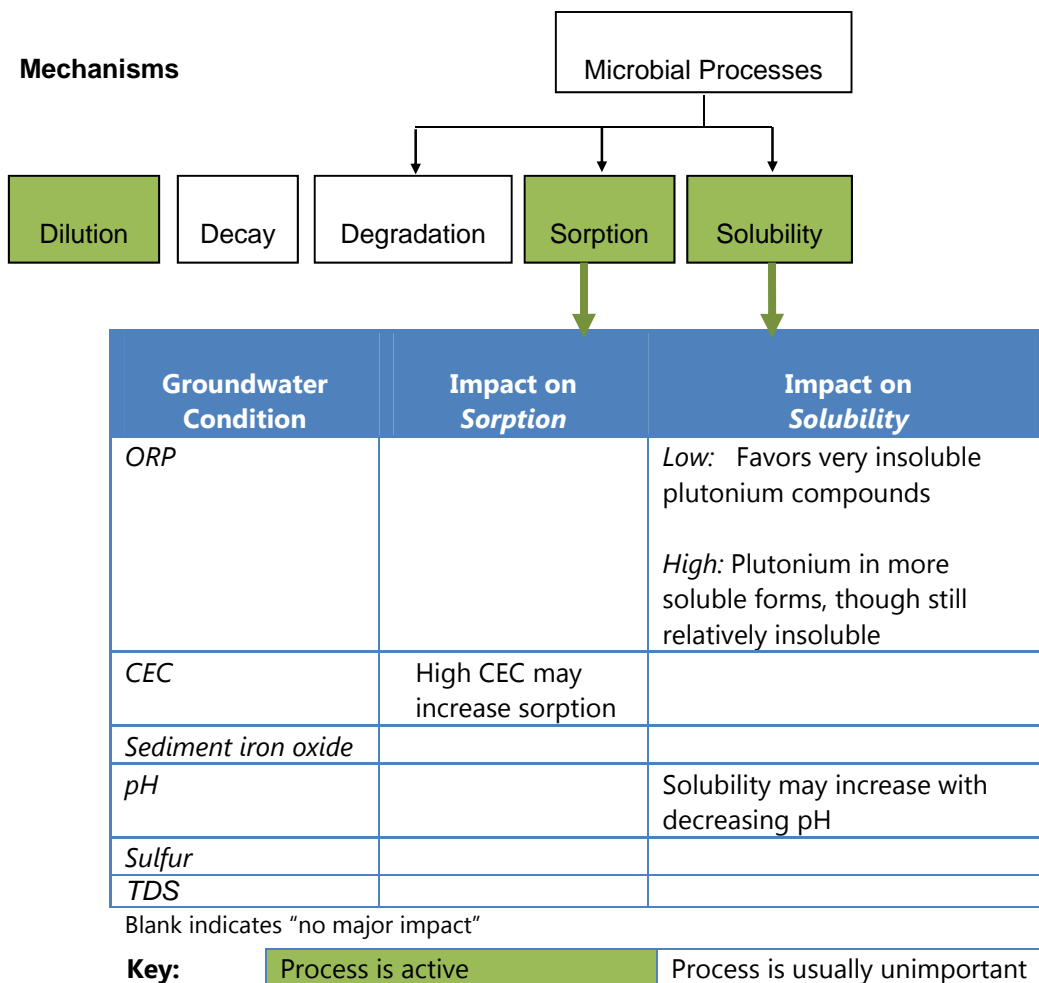 Mechanisms
Microbial Processes
Dilution
Decay
Degradation
Sorption
Solubility
Groundwater
Condition
Impact on
Sorption
Impact on
Solubility
ORP
Low: Favors very insoluble
plutonium compounds
High: Plutonium in more
soluble forms, though still
relatively insoluble
CEC
High CEC may
increase sorption
Sediment iron oxide
pH
Solubility may increase with
decreasing pH
Sulfur
TDS
Blank indicates “no major impact”
Key:
Process is active
Process is usually unimportant